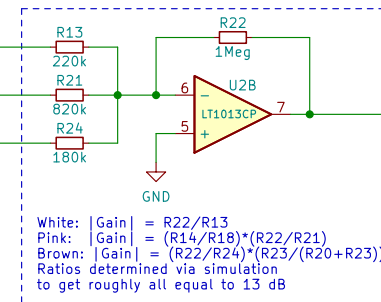 R13
220k
R21
820k
R24
180k
R22
1Meg
U2B
LT1013CP
6
7
5
GND
White: |Gain| = R22/R13
Pink: |Gain| = (R14/R18)*(R22/R21)
Brown: |Gain| = (R22/R24)*(R23/(R20+R23))
Ratios determined via simulation
to get roughly all equal to 13 dB